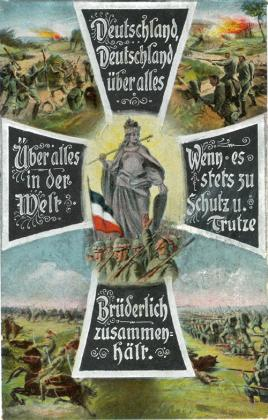 Deutschland,
Deutschland
über alles
Über alles
in der
Welt
Wenn es
stets zu
Schutz u.
Trutze
Brüderlich
zusammen-
hält.